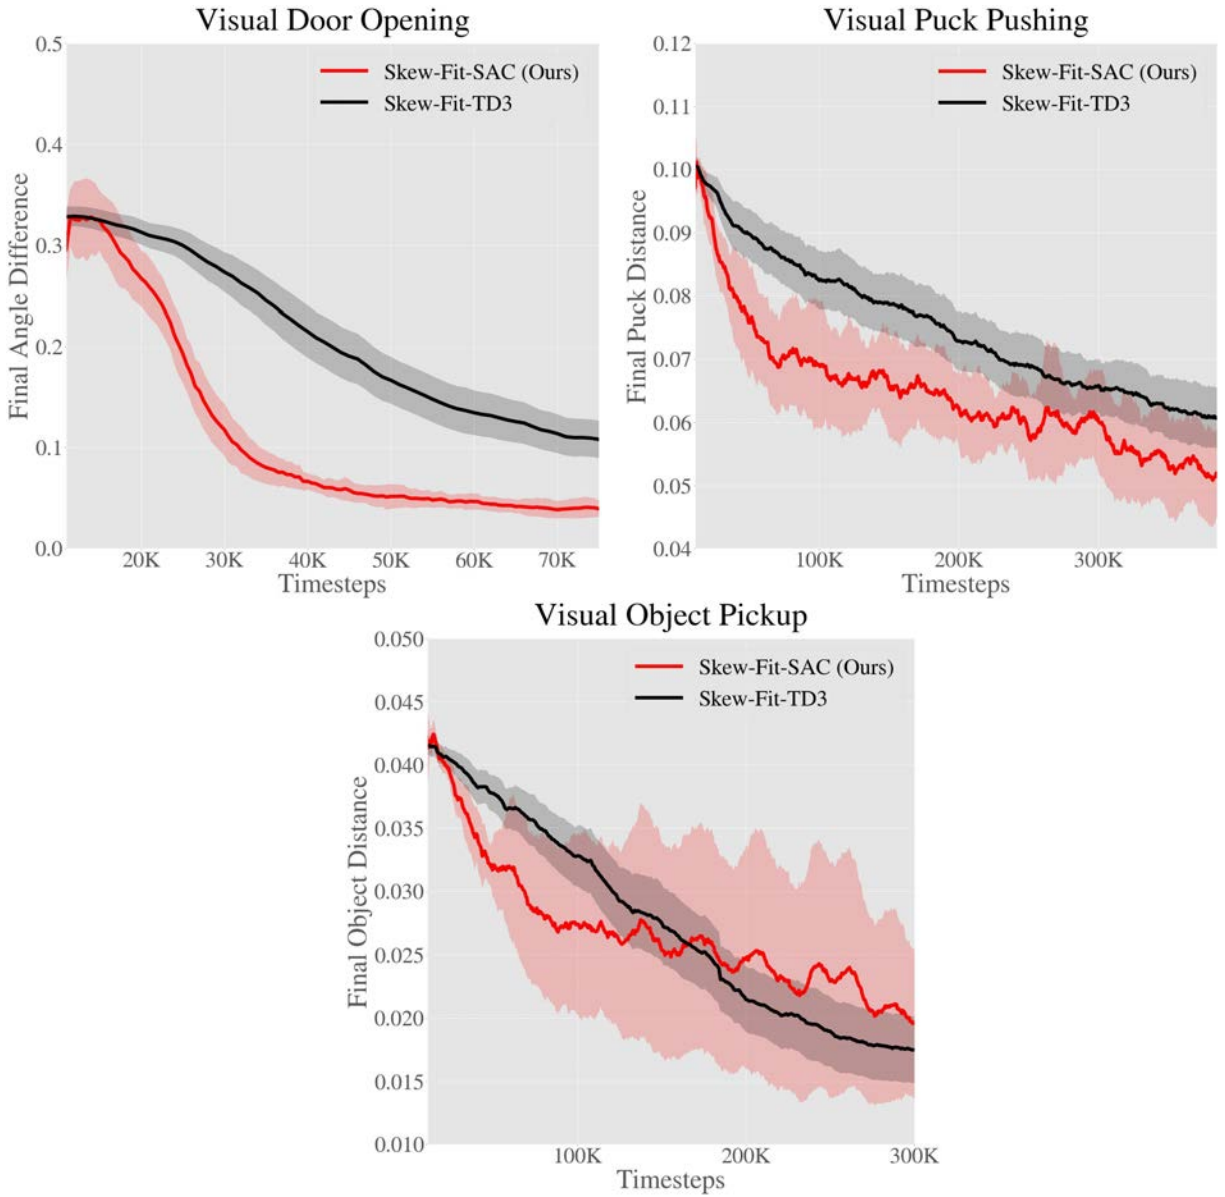 Visual Door Opening
0.5
0.4
0.3
0.2
0.1
0.0
Final Angle Difference
Skew-Fit-SAC (Ours)
Skew-Fit-TD3
20K 30K 40K 50K 60K 70K
Timesteps
Visual Puck Pushing
0.12
0.11
0.10
0.09
0.08
0.07
0.06
0.05
0.04
Final Puck Distance
Skew-Fit-SAC (Ours)
Skew-Fit-TD3
100K 200K 300K
Timesteps
Visual Object Pickup
0.050
0.045
0.040
0.035
0.030
0.025
0.020
0.015
0.010
Final Object Distance
Skew-Fit-SAC (Ours)
Skew-Fit-TD3
100K 200K 300K
Timesteps